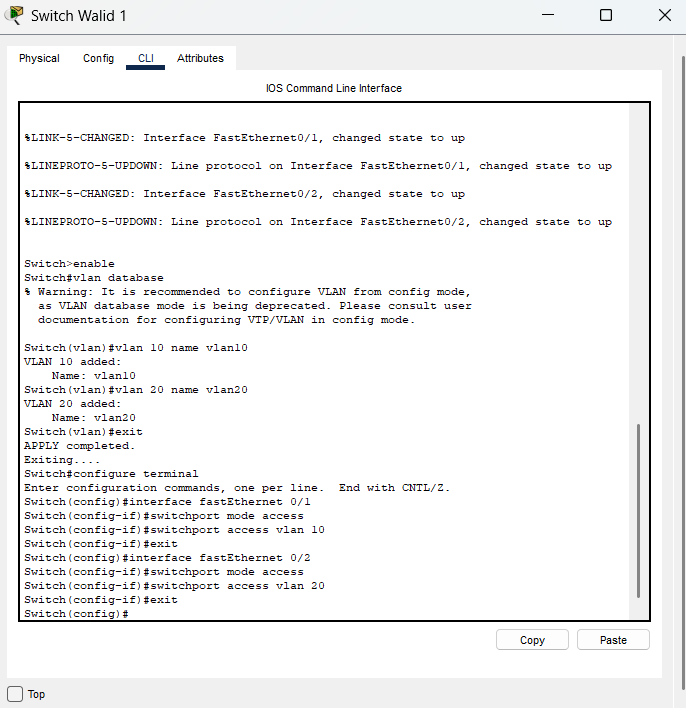 Switch Walid 1
Physical Config CLI Attributes
IOS Command Line Interface
%LINK-5-CHANGED: Interface FastEthernet0/1, changed state to up
%LINEPROTO-5-UPDOWN: Line protocol on Interface FastEthernet0/1, changed state to up
%LINK-5-CHANGED: Interface FastEthernet0/2, changed state to up
%LINEPROTO-5-UPDOWN: Line protocol on Interface FastEthernet0/2, changed state to up
Switch>enable
Switch#vlan database
% Warning: It is recommended to configure VLAN from config mode,
as VLAN database mode is being deprecated. Please consult user
documentation for configuring VTP/VLAN in config mode.
Switch(vlan)#vlan 10 name vlan10
VLAN 10 added:
Name: vlan10
Switch(vlan)#vlan 20 name vlan20
VLAN 20 added:
Name: vlan20
Switch(vlan)#exit
APPLY completed.
Exiting....
Switch#configure terminal
Enter configuration commands, one per line. End with CNTL/Z.
Switch(config)#interface fastEthernet 0/1
Switch(config-if)#switchport mode access
Switch(config-if)#switchport access vlan 10
Switch(config-if)#exit
Switch(config)#interface fastEthernet 0/2
Switch(config-if)#switchport mode access
Switch(config-if)#switchport access vlan 20
Switch(config-if)#exit
Switch(config)#
Copy Paste
Top